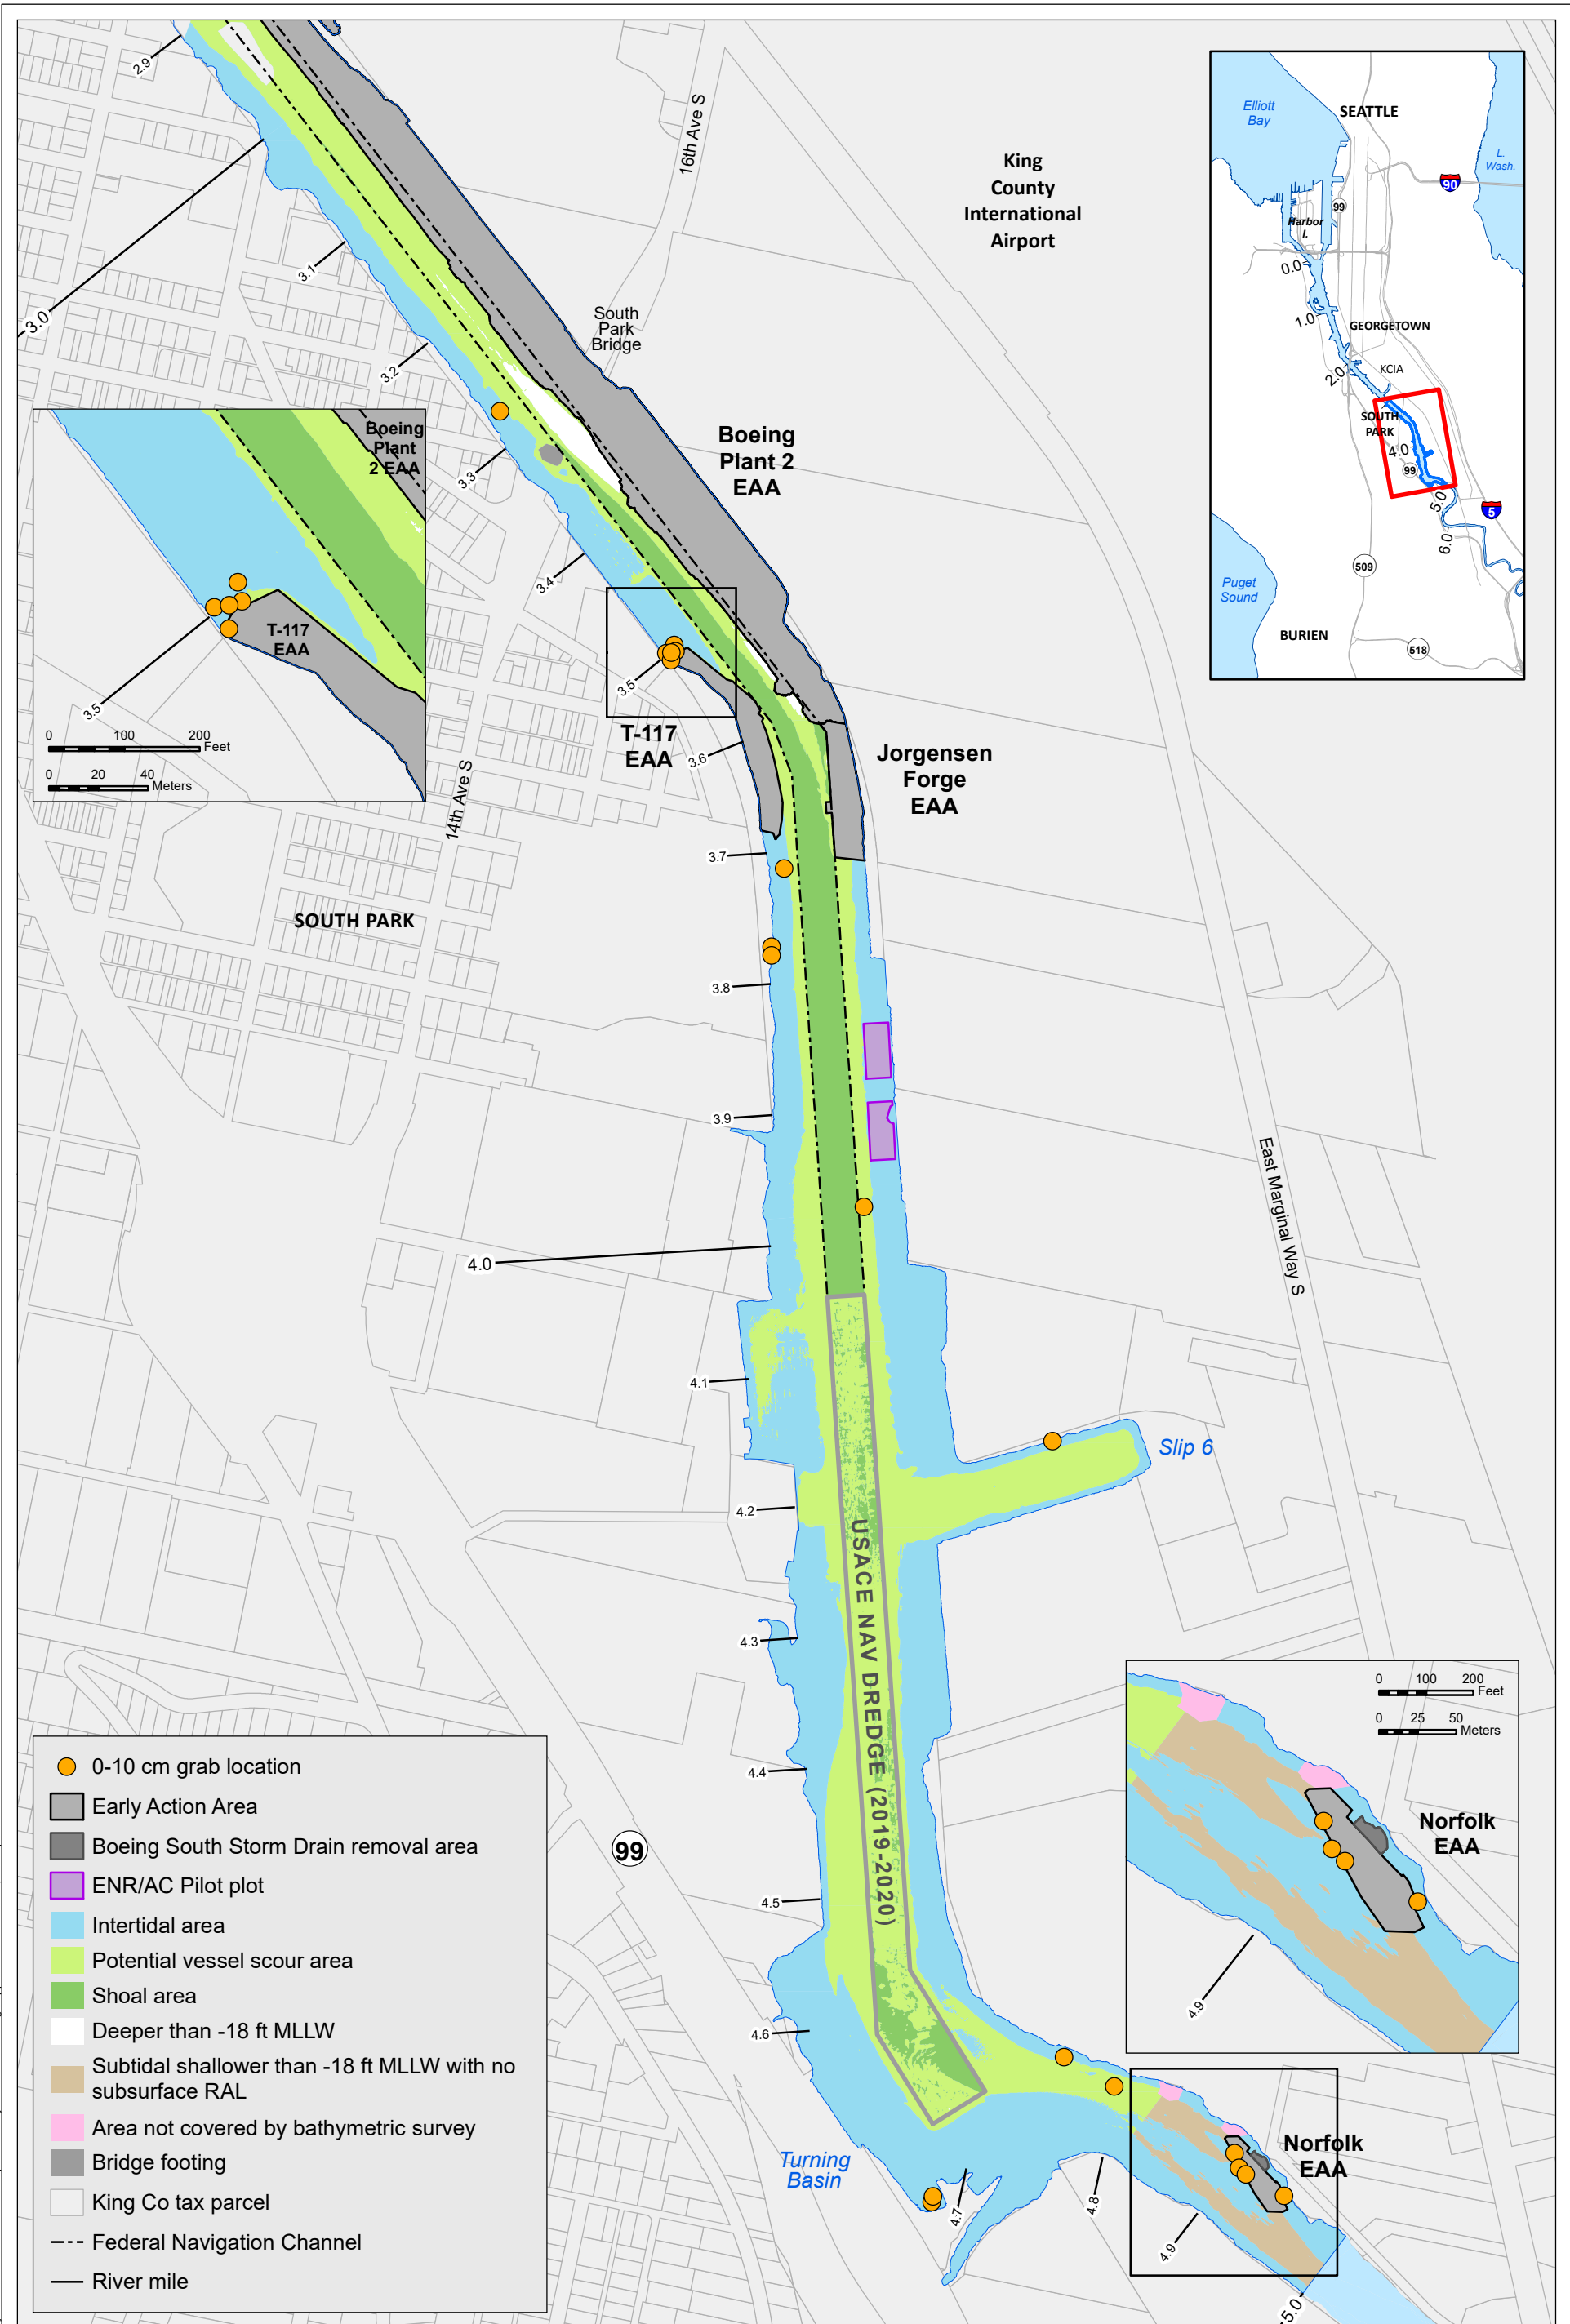 2.9
3.0
3.1
3.2
3.3
3.4
3.5
3.6
3.7
3.8
3.9
4.0
4.1
4.2
4.3
4.4
4.5
4.6
4.7
4.8
4.9
5.0
16th Ave S
King
County
International
Airport
South
Park
Bridge
Boeing
Plant 2
EAA
T-117
EAA
Jorgensen
Forge
EAA
14th Ave S
SOUTH PARK
East Marginal Way S
Slip 6
USACE NAV DREDGE (2019-2020)
99
Turning
Basin
Norfolk
EAA
Boeing
Plant
2 EAA
T-117
EAA
3.5
0 100 200
Feet
0 20 40
Meters
Elliott
Bay
SEATTLE
L.
Wash.
90
99
Harbor
I.
0.0
1.0
GEORGETOWN
2.0
KCIA
SOUTH
PARK
4.0
99
5.0
5
6.0
509
Puget
Sound
BURIEN
518
0 100 200
Feet
0 25 50
Meters
Norfolk
EAA
4.9
0-10 cm grab location
Early Action Area
Boeing South Storm Drain removal area
ENR/AC Pilot plot
Intertidal area
Potential vessel scour area
Shoal area
Deeper than -18 ft MLLW
Subtidal shallower than -18 ft MLLW with no
subsurface RAL
Area not covered by bathymetric survey
Bridge footing
King Co tax parcel
Federal Navigation Channel
River mile